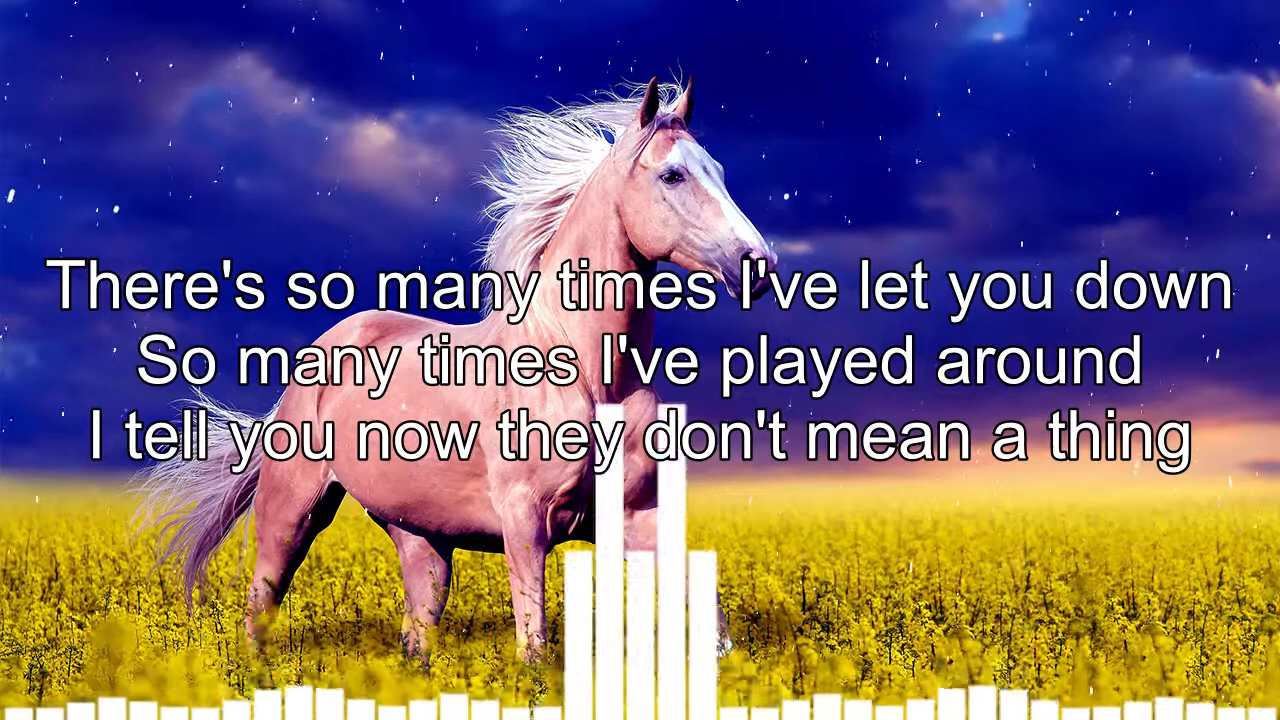 There's so many times I've let you down
So many times I've played around
I tell you now they don't mean a thing